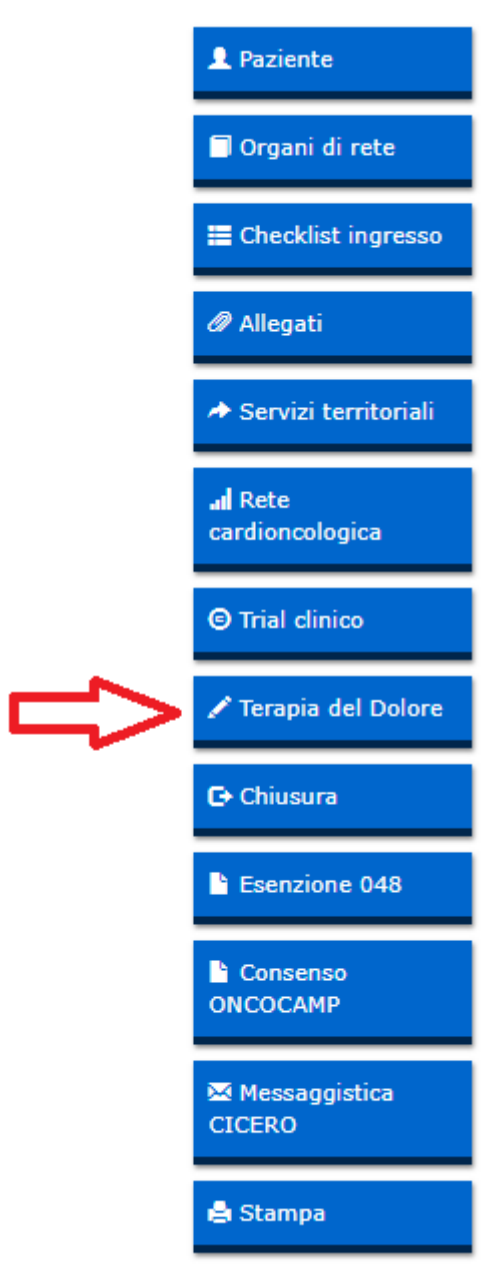 Paziente
Organi di rete
Checklist ingresso
Allegati
Servizi territoriali
Rete
cardioncologica
Trial clinico
Terapia del Dolore
Chiusura
Esenzione 048
Consenso
ONCOCAMP
Messaggistica
CICERO
Stampa